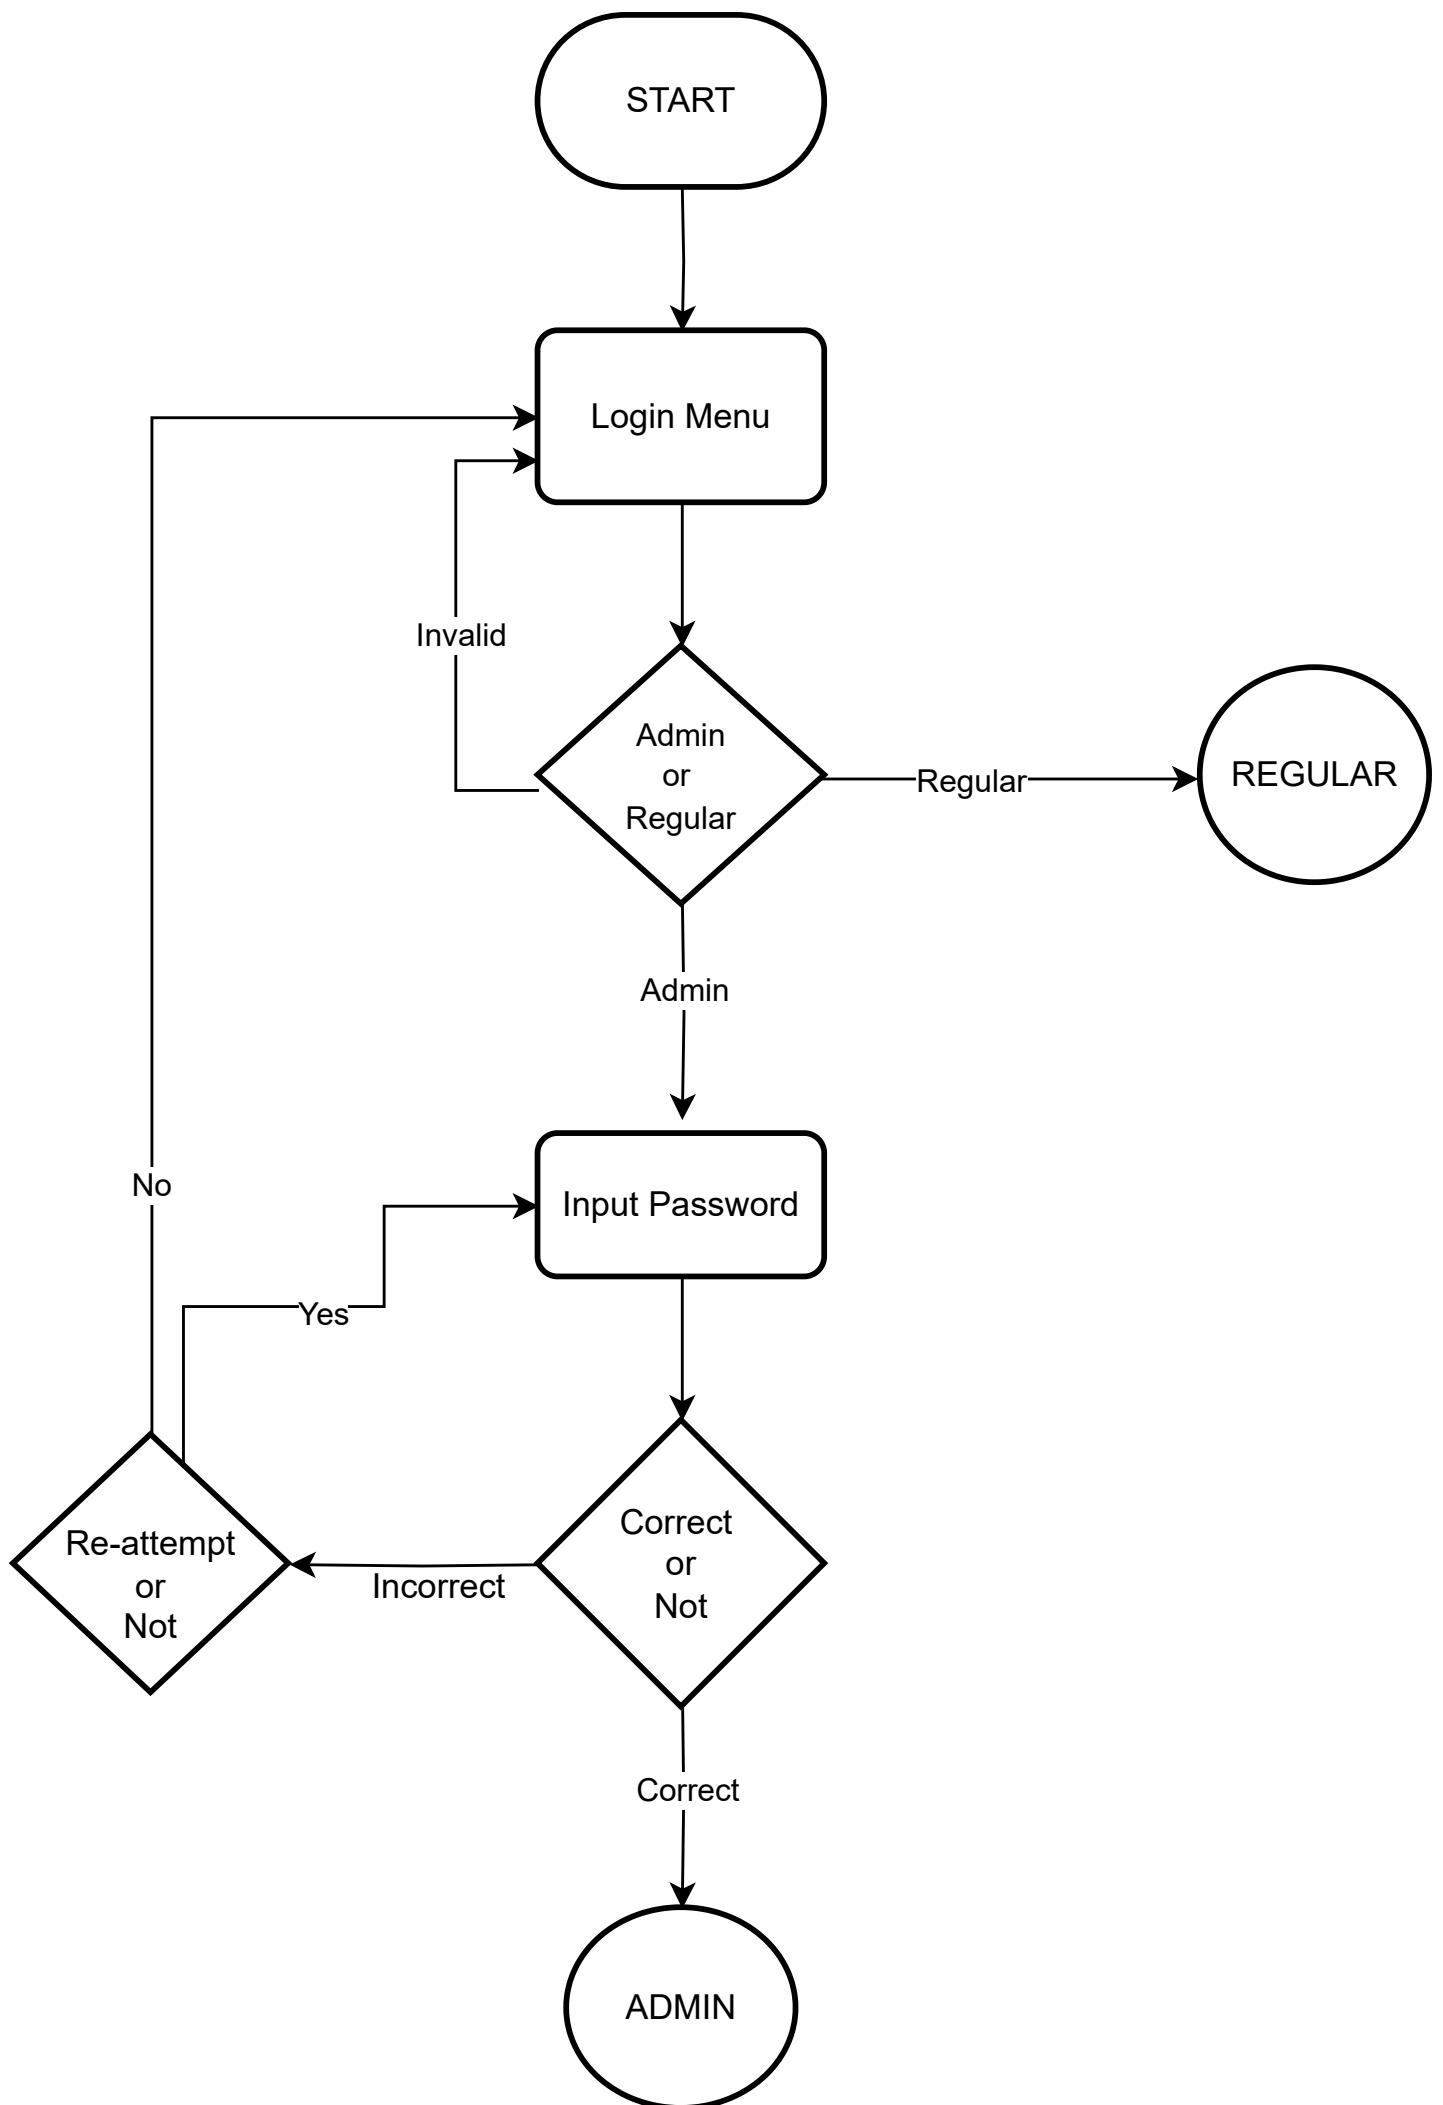 START
Login Menu
Invalid
Admin
or
Regular
Regular
REGULAR
Admin
No
Input Password
Yes
Correct
or
Not
Re-attempt
or
Not
Incorrect
Correct
ADMIN